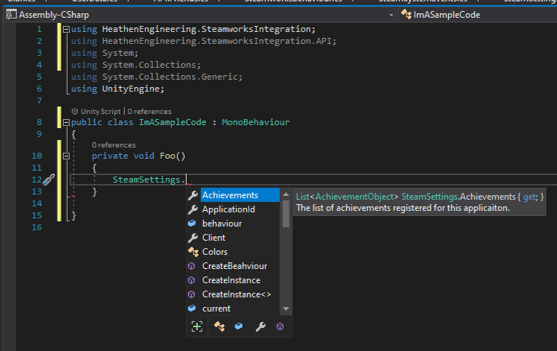 Assembly-CSharp
ImASampleCode
1 using HeathenEngineering.SteamworksIntegration;
2 using HeathenEngineering.SteamworksIntegration.API;
3 using System;
4 using System.Collections;
5 using System.Collections.Generic;
6 using UnityEngine;
7
Unity Script | 0 references
8 public class ImASampleCode : MonoBehaviour
9 {
0 references
10 private void Foo()
11 {
12 SteamSettings.
13 }
14
15 }
16
Achievements
ApplicationId
behaviour
Client
Colors
CreateBeahviour
CreateInstance
CreateInstance<>
current
List<AchievementObject> SteamSettings.Achievements { get; }
The list of achievements registered for this applicaiton.